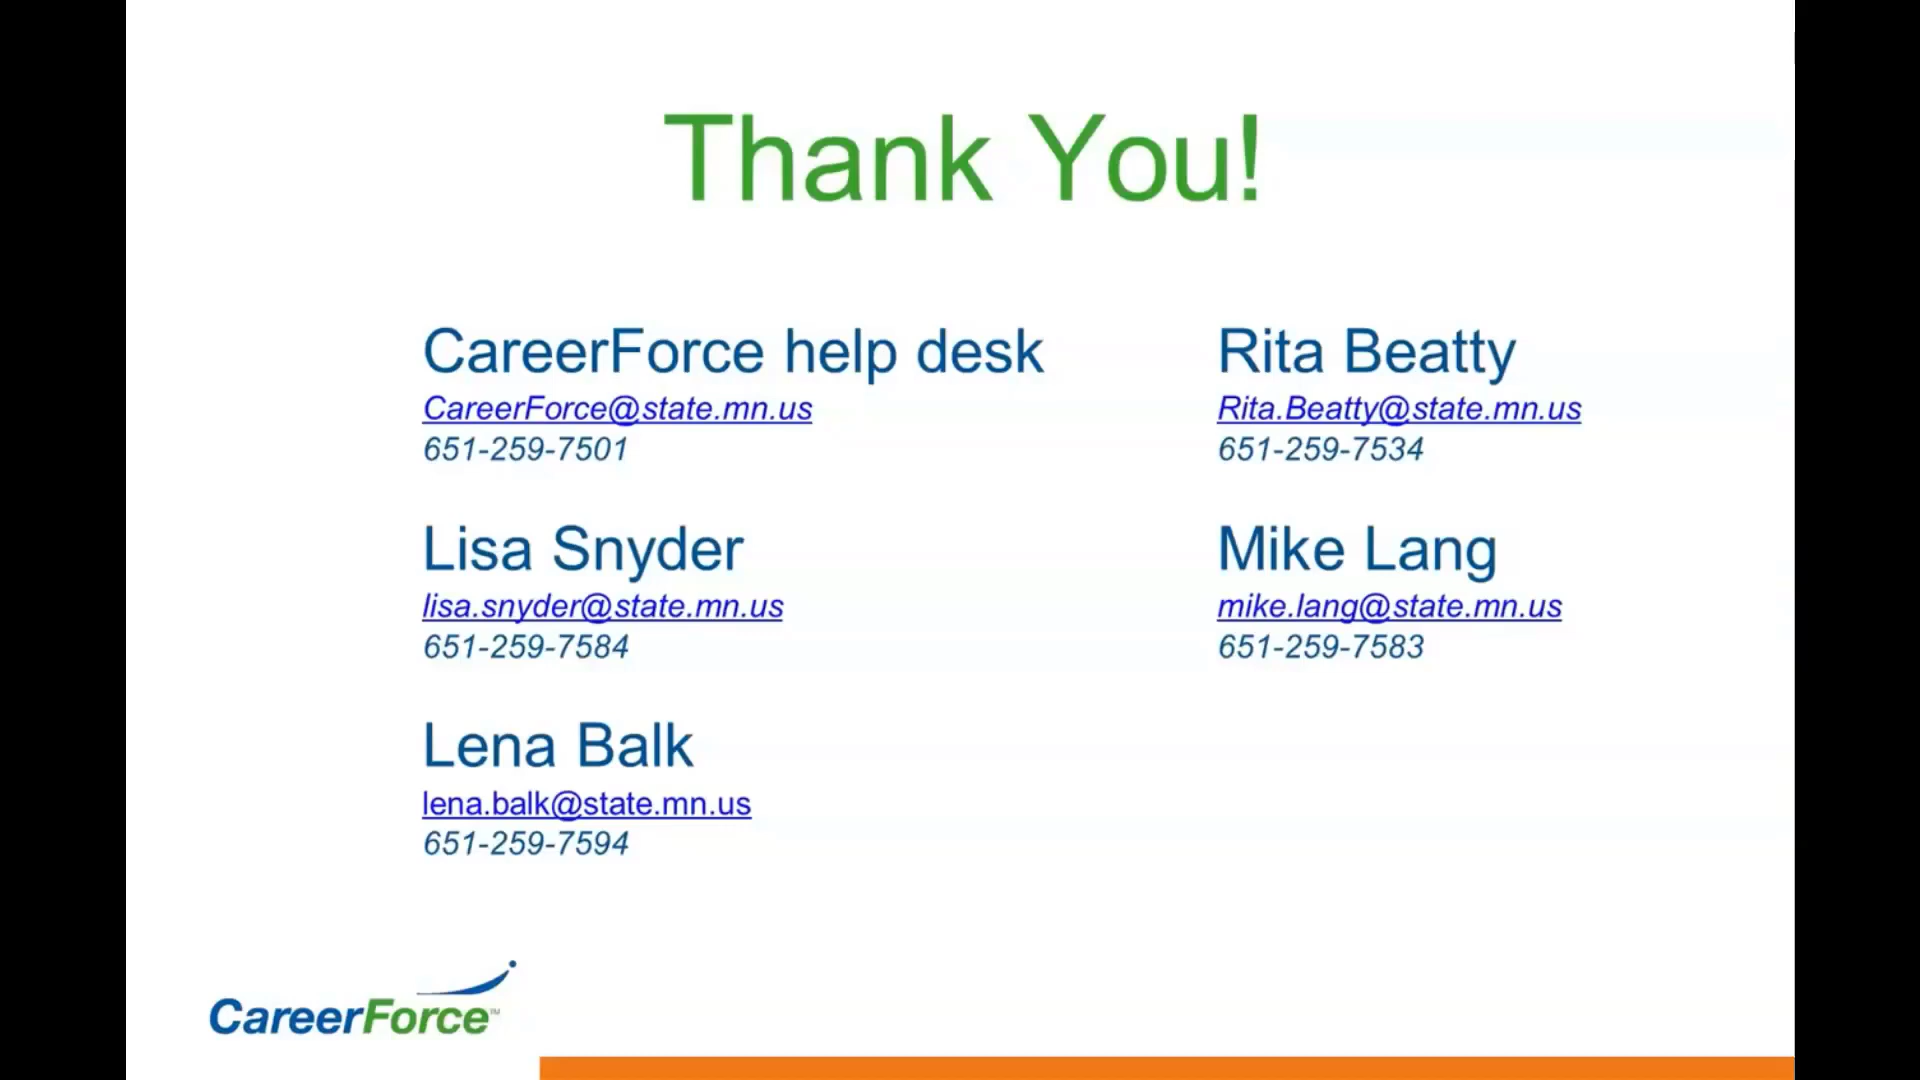 Thank You!
CareerForce help desk
CareerForce@state.mn.us
651-259-7501
Lisa Snyder
lisa.snyder@state.mn.us
651-259-7584
Lena Balk
lena.balk@state.mn.us
651-259-7594
Rita Beatty
Rita.Beatty@state.mn.us
651-259-7534
Mike Lang
mike.lang@state.mn.us
651-259-7583
CareerForce™